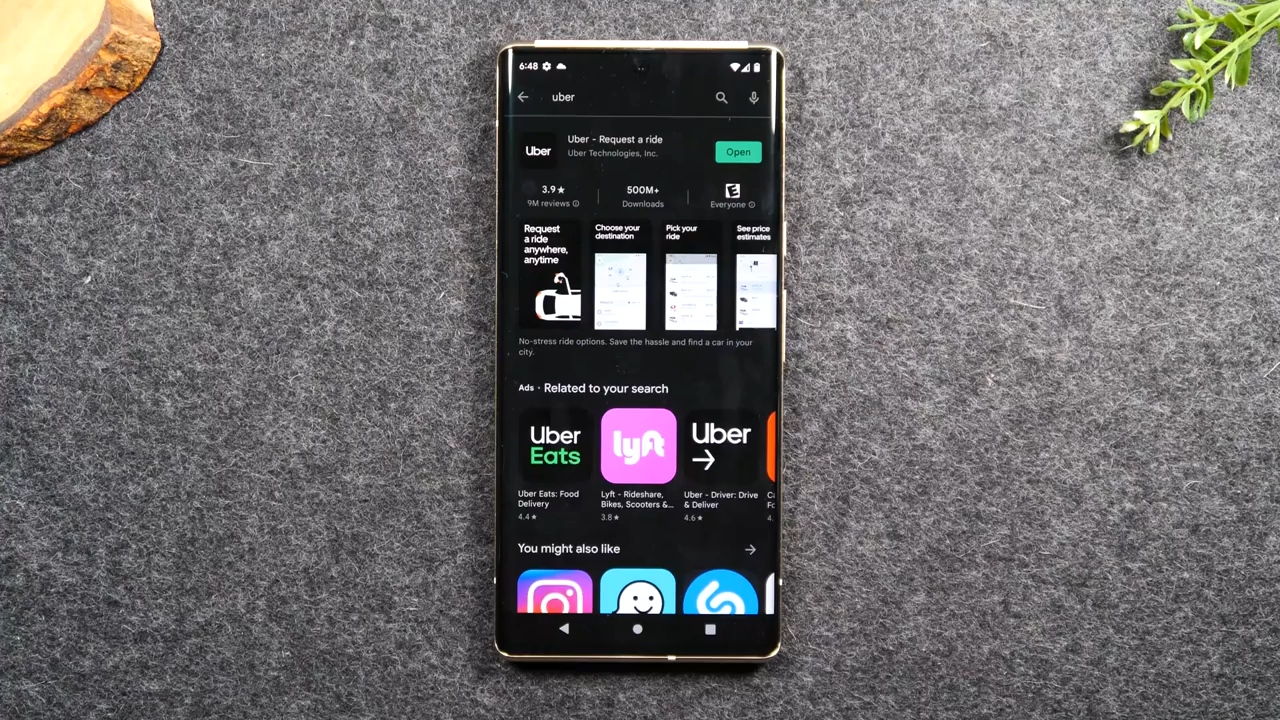 6:48
uber
Uber
Uber - Request a ride
Uber Technologies, Inc.
Open
3.9★
500M+
E
9M reviews
Downloads
Everyone
Request
a ride
anywhere,
anytime
Choose your
destination
Pick your
ride
See price
estimates
No-stress ride options. Save the hassle and find a car in your
city.
Ads · Related to your search
Uber
Eats
lyft
Uber
Uber Eats: Food
Delivery
4.4★
Lyft - Rideshare,
Bikes, Scooters &...
3.8★
Uber - Driver: Drive
& Deliver
4.6★
You might also like